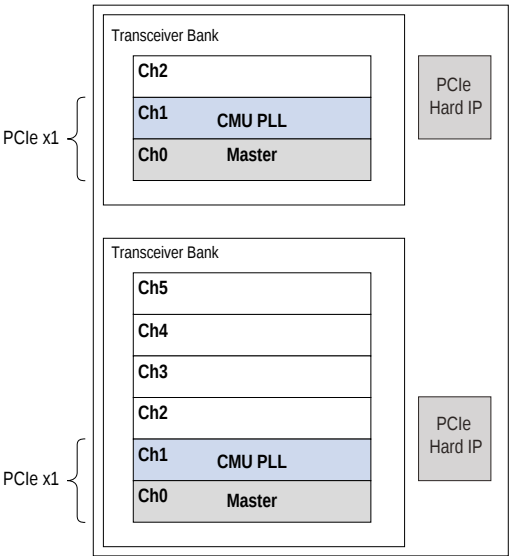 Transceiver Bank
Ch2
Ch1 CMU PLL
Ch0 Master
PCIe x1
PCIe
Hard IP
Transceiver Bank
Ch5
Ch4
Ch3
Ch2
Ch1 CMU PLL
Ch0 Master
PCIe x1
PCIe
Hard IP